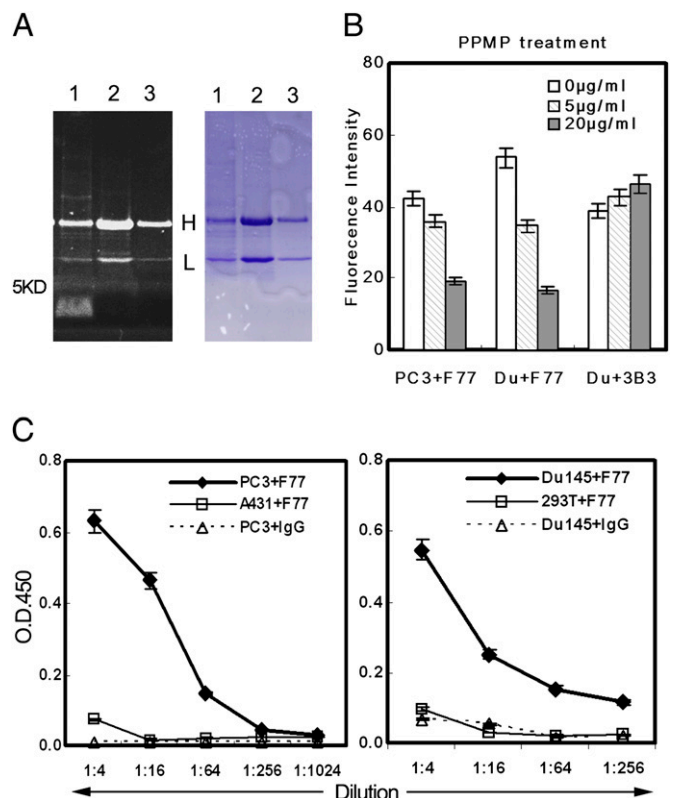 A
1 2 3
1 2 3
H
L
5KD
B
PPMP treatment
Fluorecence Intensity
80
60
40
20
0
0µg/ml
5µg/ml
20µg/ml
PC3+F77 Du+F77 Du+3B3
C
O.D.450
0.8
0.6
0.4
0.2
0.0
PC3+F77
A431+F77
PC3+IgG
1:4 1:16 1:64 1:256 1:1024
0.8
0.6
0.4
0.2
0.0
Du145+F77
293T+F77
Du145+IgG
1:4 1:16 1:64 1:256
Dilution